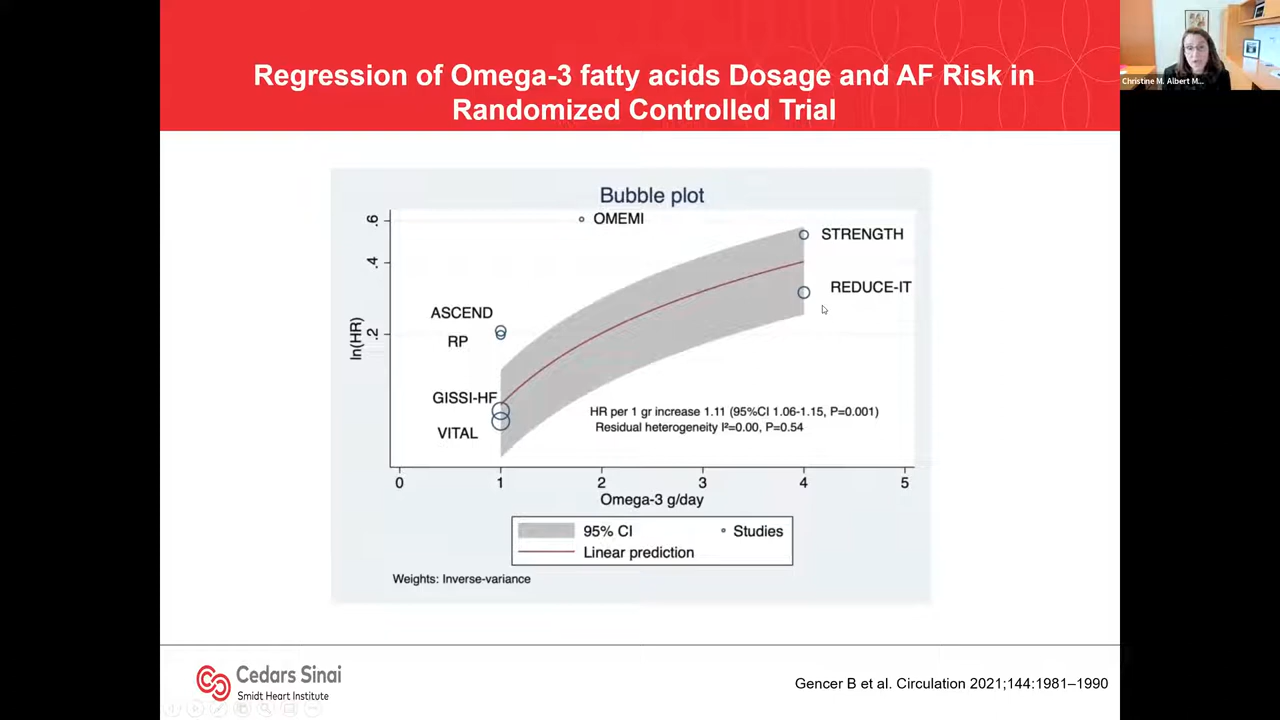 Regression of Omega-3 fatty acids Dosage and AF Risk in
Randomized Controlled Trial
Christine M. Albert M...
Bubble plot
.6
.4
.2
ln(HR)
OMEMI
STRENGTH
REDUCE-IT
ASCEND
RP
GISSI-HF
VITAL
HR per 1 gr increase 1.11 (95%CI 1.06-1.15, P=0.001)
Residual heterogeneity I²=0.00, P=0.54
0 1 2 3 4 5
Omega-3 g/day
95% CI
Studies
Linear prediction
Weights: Inverse-variance
Cedars Sinai
Smidt Heart Institute
Gencer B et al. Circulation 2021;144:1981–1990